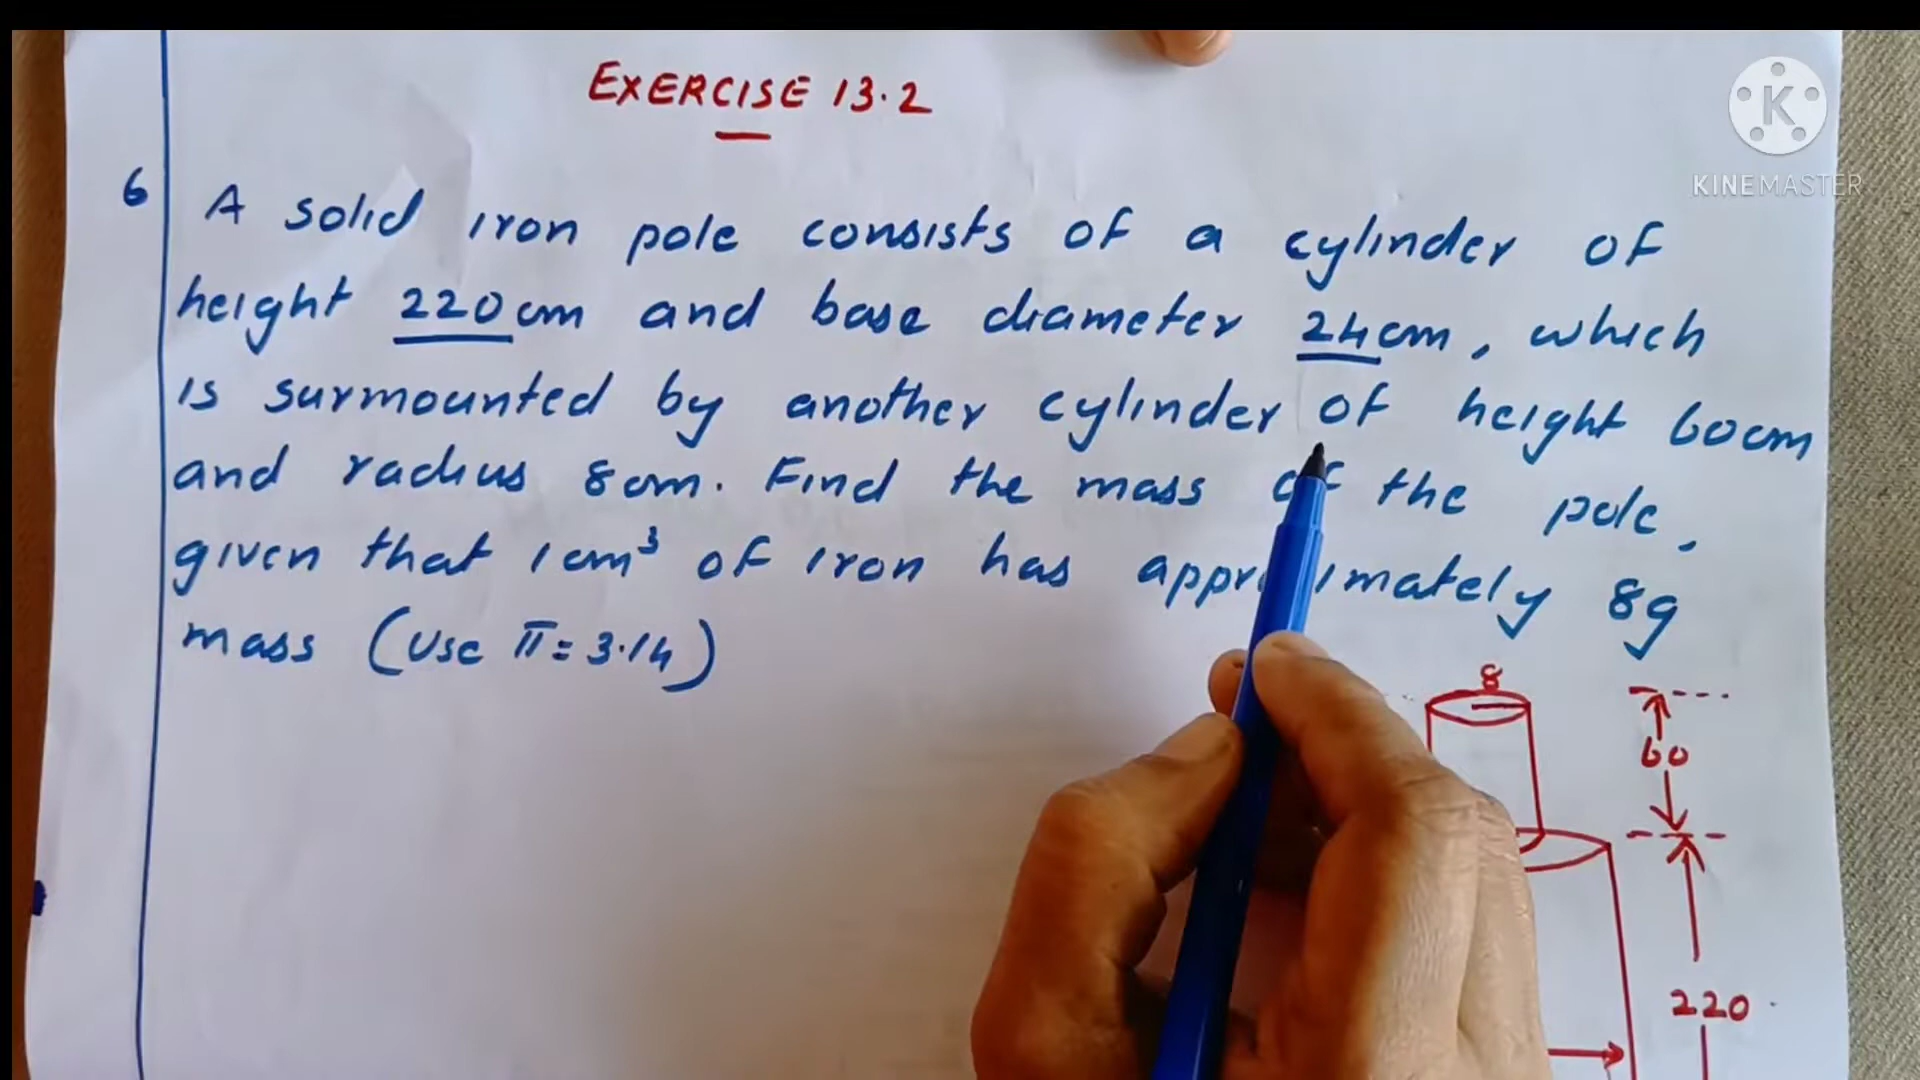 EXERCISE 13.2
KINEMASTER
6 A solid iron pole consists of a cylinder of
height 220cm and base diameter 24cm, which
is surmounted by another cylinder of height 60cm
and radius 8cm. Find the mass of the pole,
given that 1cm³ of iron has approximately 8g
mass (Use π = 3.14)
8
60
220